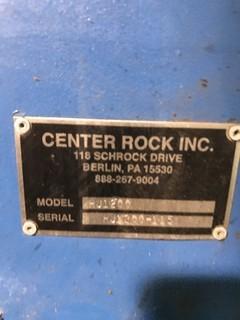 CENTER ROCK INC.
118 SCHROCK DRIVE
BERLIN, PA 15530
888-267-9004
MODEL
SERIAL